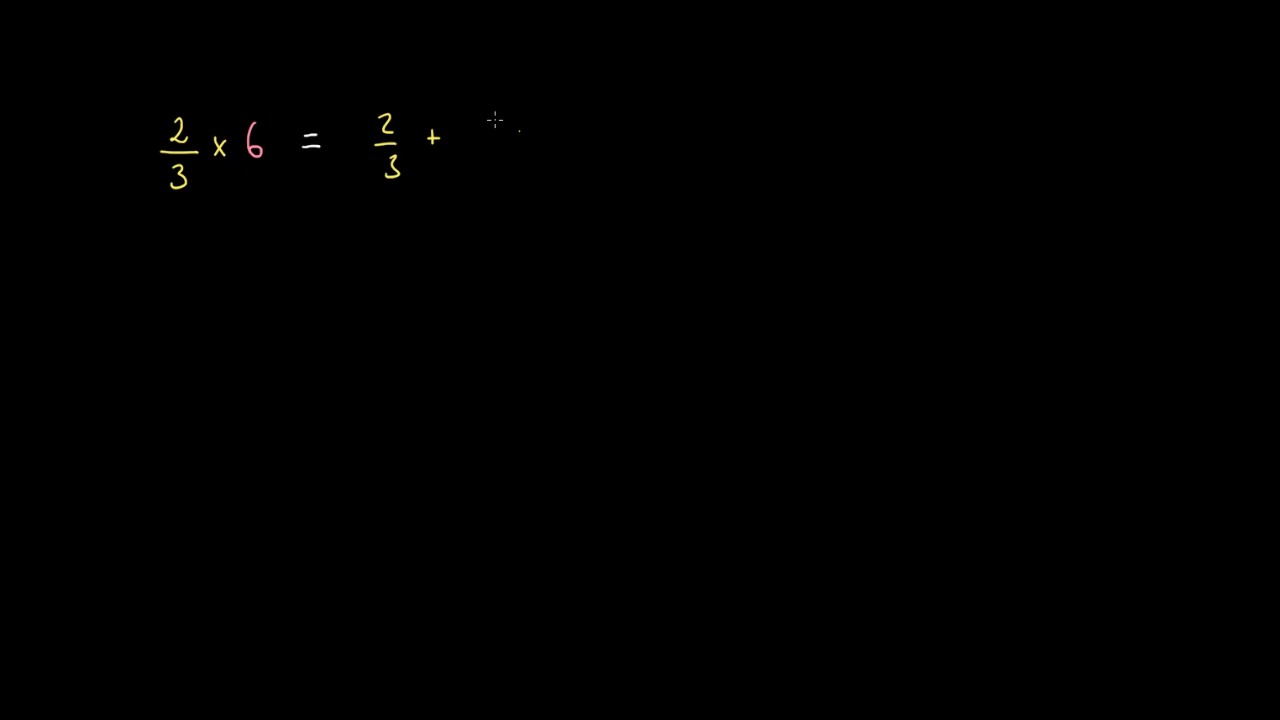 2/3 x 6 = 2/3 +